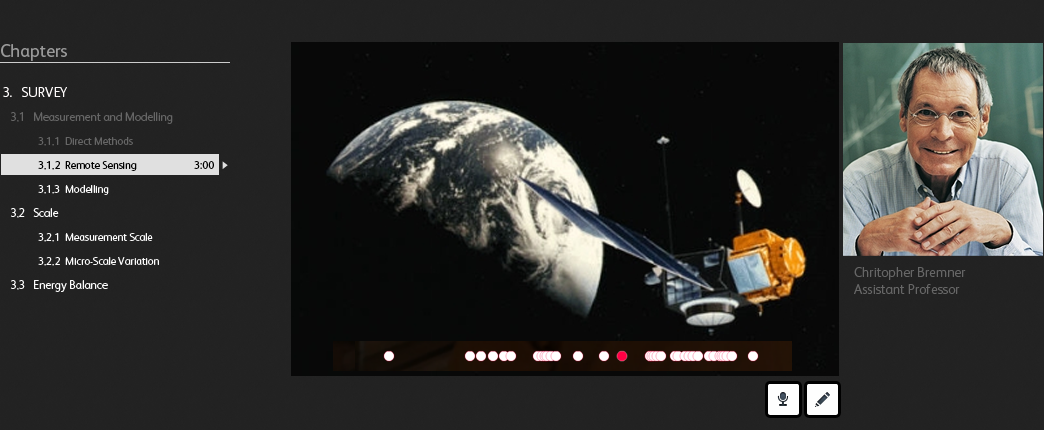 Chapters
3. SURVEY
3.1 Measurement and Modelling
3.1.1 Direct Methods
3.1.2 Remote Sensing 3:00
3.1.3 Modelling
3.2 Scale
3.2.1 Measurement Scale
3.2.2 Micro-Scale Variation
3.3 Energy Balance
Chritopher Bremner
Assistant Professor